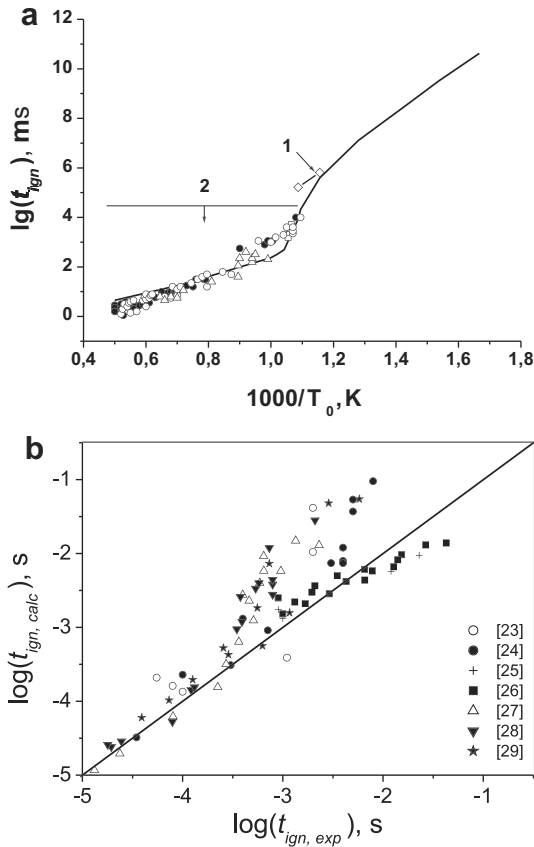 a
12
10
8
6
4
2
0
lg(t_ign), ms
1
2
0,4 0,6 0,8 1,0 1,2 1,4 1,6 1,8
1000/T_0, K
b
-1
-2
-3
-4
-5
log(t_ign, calc), s
[23]
[24]
[25]
[26]
[27]
[28]
[29]
-5 -4 -3 -2 -1
log(t_ign, exp), s